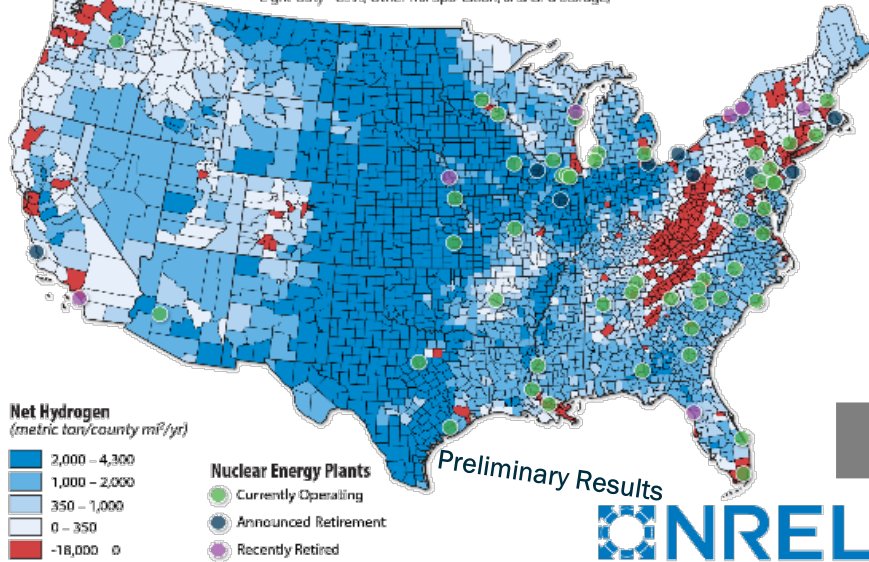 Net Hydrogen
(metric ton/county mi²/yr)
2,000 – 4,300
1,000 – 2,000
350 – 1,000
0 – 350
-18,000 0
Nuclear Energy Plants
Currently Operating
Announced Retirement
Recently Retired
Preliminary Results
NREL